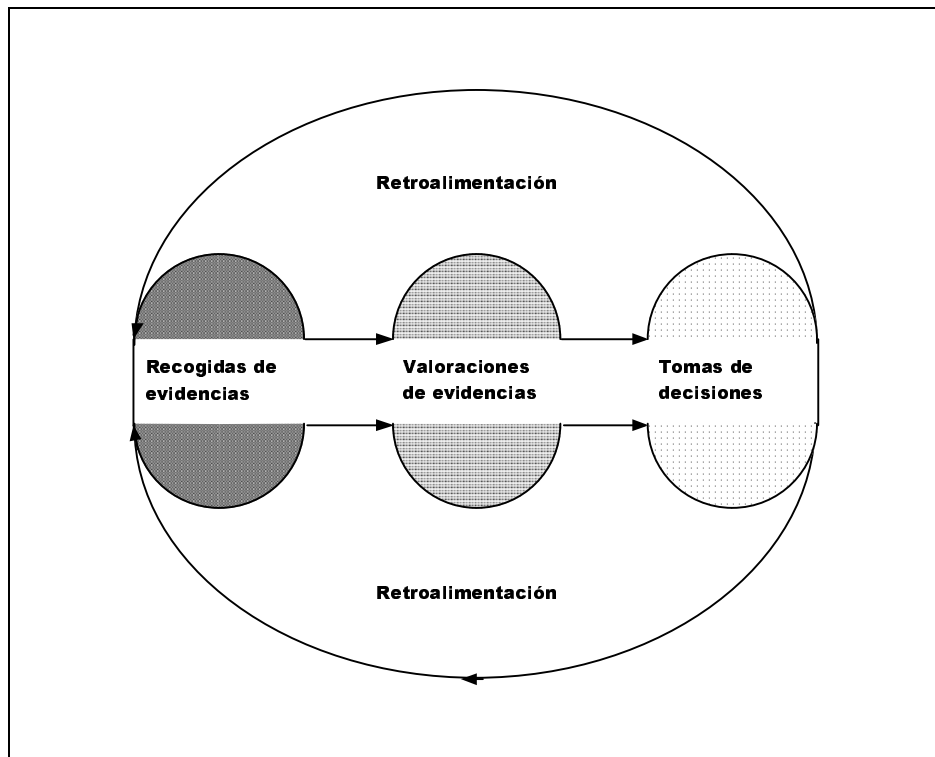 Retroalimentación
Recogidas de
evidencias
Valoraciones
de evidencias
Tomas de
decisiones
Retroalimentación